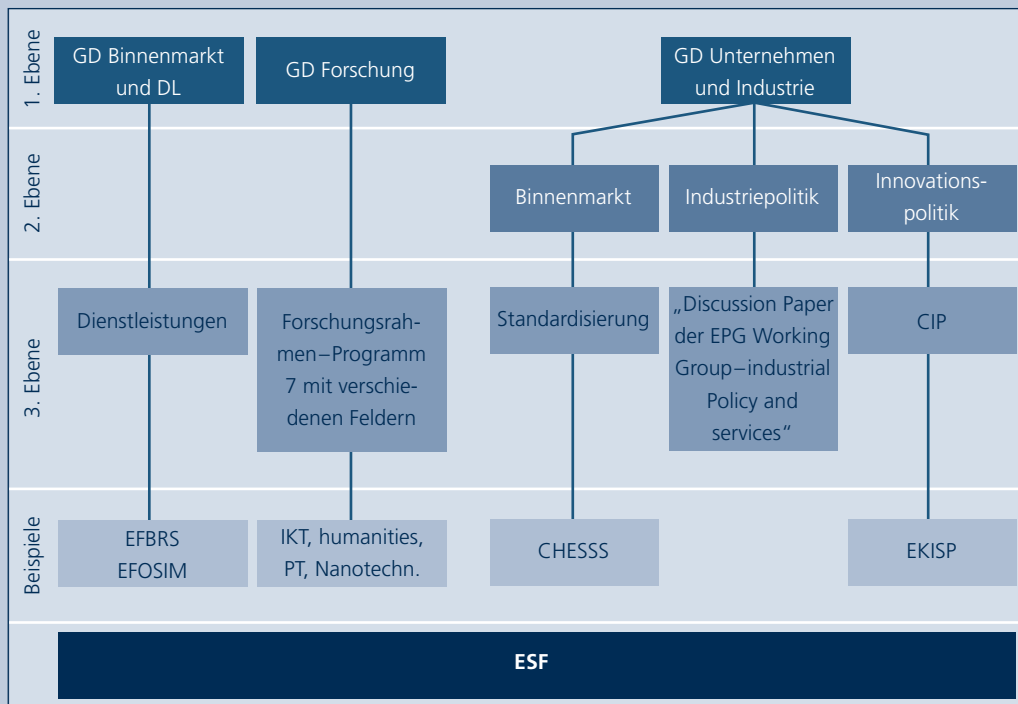 1. Ebene
GD Binnenmarkt
und DL
GD Forschung
GD Unternehmen
und Industrie
2. Ebene
Binnenmarkt
Industriepolitik
Innovations-
politik
3. Ebene
Dienstleistungen
Forschungsrah-
men–Programm
7 mit verschie-
denen Feldern
Standardisierung
„Discussion Paper
der EPG Working
Group–industrial
Policy and
services“
CIP
Beispiele
EFBRS
EFOSIM
IKT, humanities,
PT, Nanotechn.
CHESSS
EKISP
ESF